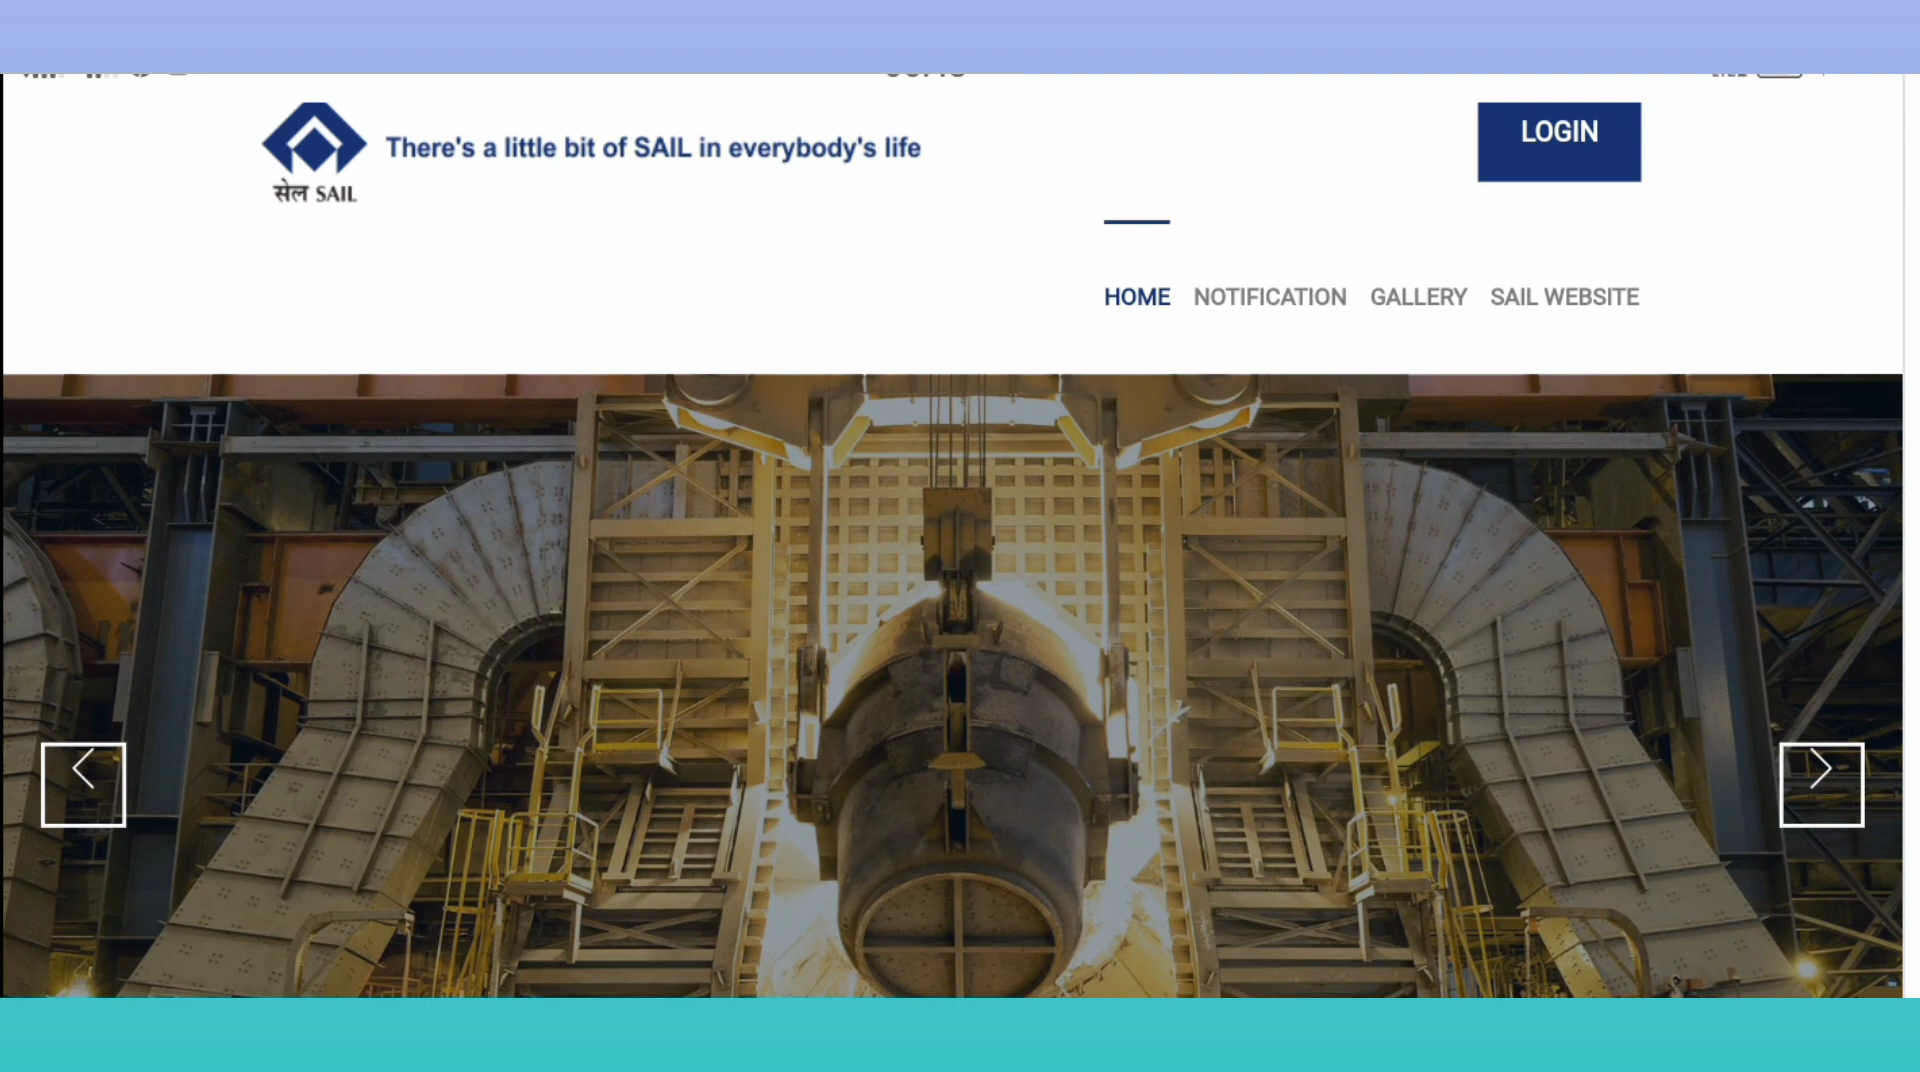 There's a little bit of SAIL in everybody's life
सेल SAIL
LOGIN
HOME NOTIFICATION GALLERY SAIL WEBSITE